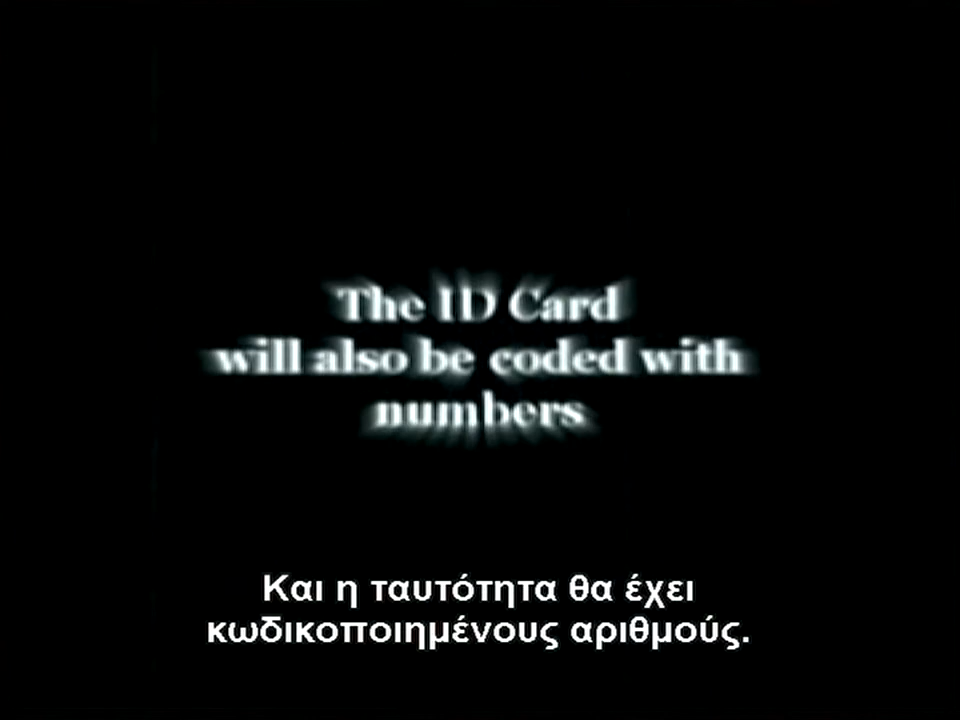 The ID Card
will also be coded with
numbers
Και η ταυτότητα θα έχει
κωδικοποιημένους αριθμούς.